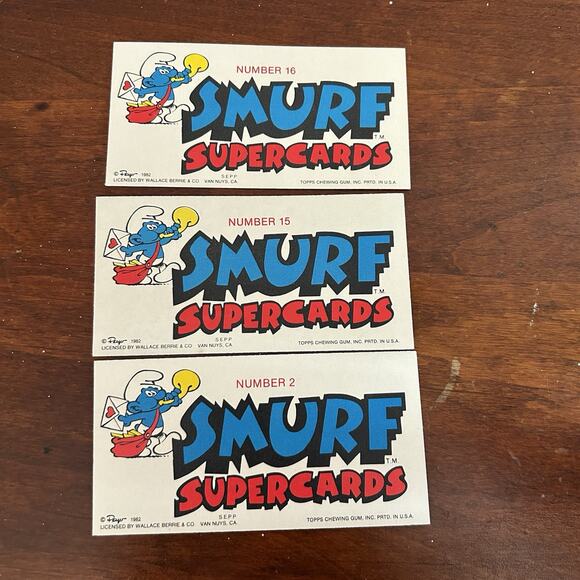 NUMBER 16
SMURF
T.M.
SUPERCARDS
© Peyo 1982 S.E.P.P.
LICENSED BY WALLACE BERRIE & CO. VAN NUYS, CA TOPPS CHEWING GUM, INC. PRTD. IN U.S.A.
NUMBER 15
SMURF
T.M.
SUPERCARDS
© Peyo 1982 S.E.P.P.
LICENSED BY WALLACE BERRIE & CO. VAN NUYS, CA TOPPS CHEWING GUM, INC. PRTD. IN U.S.A.
NUMBER 2
SMURF
T.M.
SUPERCARDS
© Peyo 1982 S.E.P.P.
LICENSED BY WALLACE BERRIE & CO. VAN NUYS, CA TOPPS CHEWING GUM, INC. PRTD. IN U.S.A.